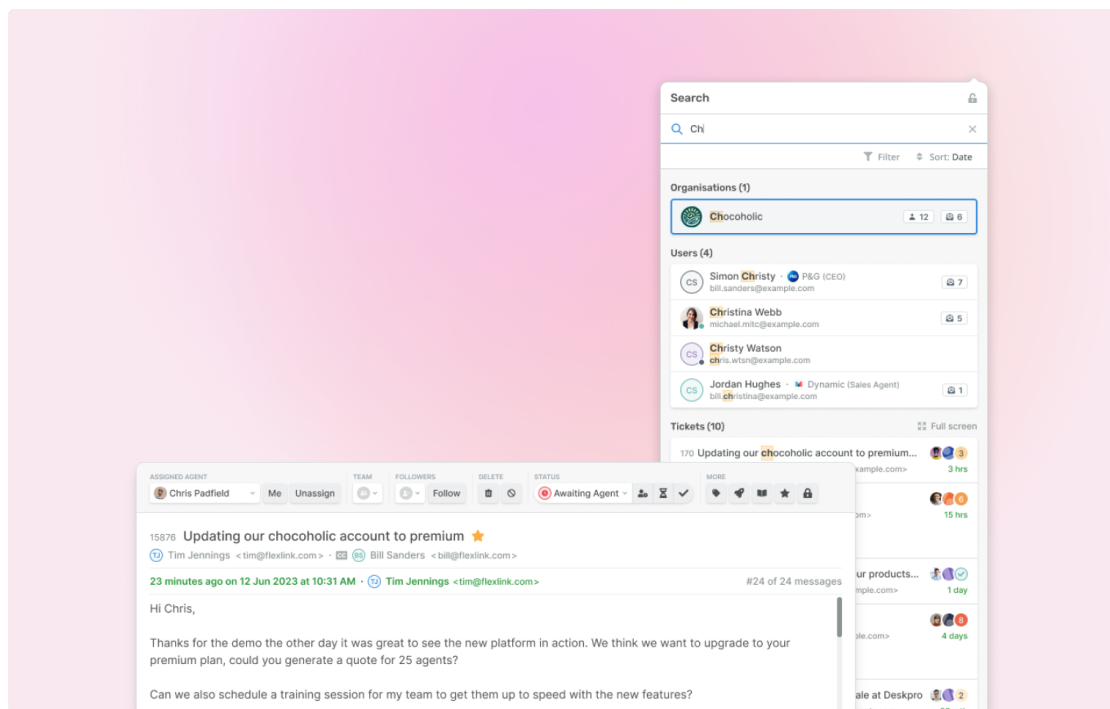 Search
Ch
Filter Sort: Date
Organisations (1)
Chocoholic 12 6
Users (4)
CS Simon Christy · P&G (CEO) 7
bill.sanders@example.com
Christina Webb 5
michael.mitc@example.com
CS Christy Watson
chris.wtsn@example.com
CS Jordan Hughes · Dynamic (Sales Agent) 1
bill.christina@example.com
Tickets (10) Full screen
170 Updating our chocoholic account to premium... 3
xample.com> 3 hrs
6
om> 15 hrs
ur products...
mple.com> 1 day
8
ple.com> 4 days
ale at Deskpro 2
ASSIGNED AGENT TEAM FOLLOWERS DELETE STATUS MORE
Chris Padfield Me Unassign Follow Awaiting Agent
15876 Updating our chocoholic account to premium
TJ Tim Jennings <tim@flexlink.com> · CC BS Bill Sanders <bill@flexlink.com>
23 minutes ago on 12 Jun 2023 at 10:31 AM · TJ Tim Jennings <tim@flexlink.com> #24 of 24 messages
Hi Chris,
Thanks for the demo the other day it was great to see the new platform in action. We think we want to upgrade to your
premium plan, could you generate a quote for 25 agents?
Can we also schedule a training session for my team to get them up to speed with the new features?